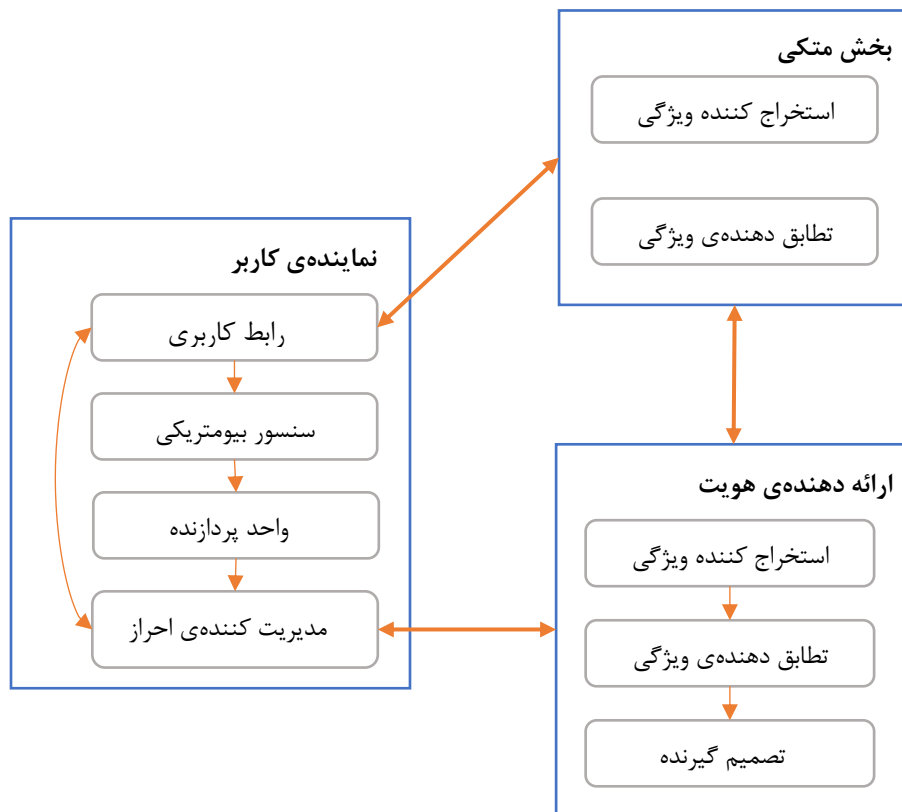 بخش متکی
استخراج کننده ویژگی
تطابق دهنده‌ی ویژگی
نماینده‌ی کاربر
رابط کاربری
سنسور بیومتریکی
واحد پردازنده
مدیریت کننده‌ی احراز
ارائه دهنده‌ی هویت
استخراج کننده ویژگی
تطابق دهنده‌ی ویژگی
تصمیم گیرنده